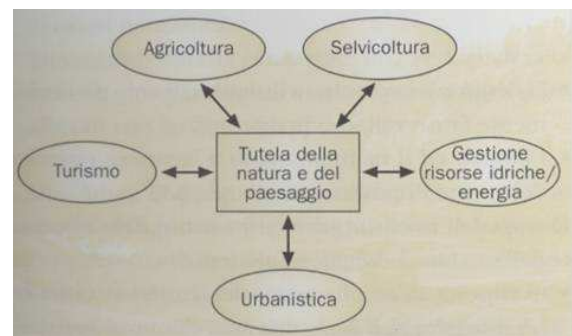 Agricoltura
Selvicoltura
Turismo
Tutela della
natura e del
paesaggio
Gestione
risorse idriche/
energia
Urbanistica